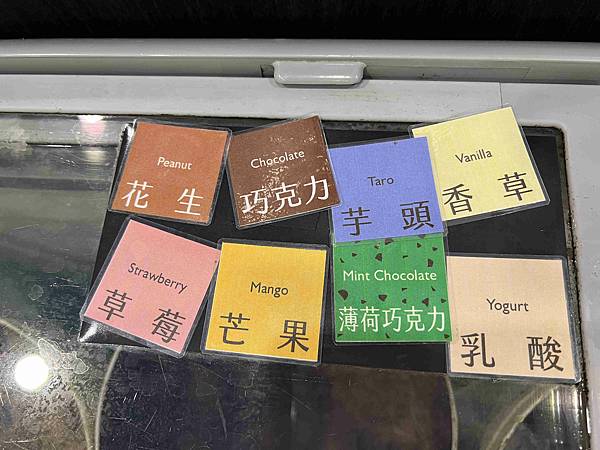 Peanut
花生
Chocolate
巧克力
Taro
芋頭
Vanilla
香草
Strawberry
草莓
Mango
芒果
Mint Chocolate
薄荷巧克力
Yogurt
乳酸